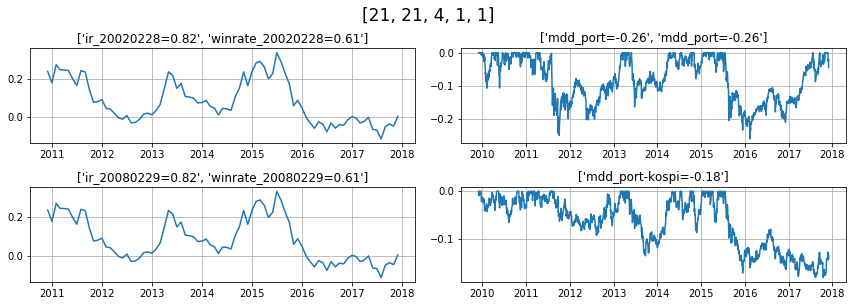 [21, 21, 4, 1, 1]
['ir_20020228=0.82', 'winrate_20020228=0.61']
0.2
0.0
2011 2012 2013 2014 2015 2016 2017 2018
['mdd_port=-0.26', 'mdd_port=-0.26']
0.0
−0.1
−0.2
2010 2011 2012 2013 2014 2015 2016 2017 2018
['ir_20080229=0.82', 'winrate_20080229=0.61']
0.2
0.0
2011 2012 2013 2014 2015 2016 2017 2018
['mdd_port-kospi=-0.18']
0.0
−0.1
2010 2011 2012 2013 2014 2015 2016 2017 2018